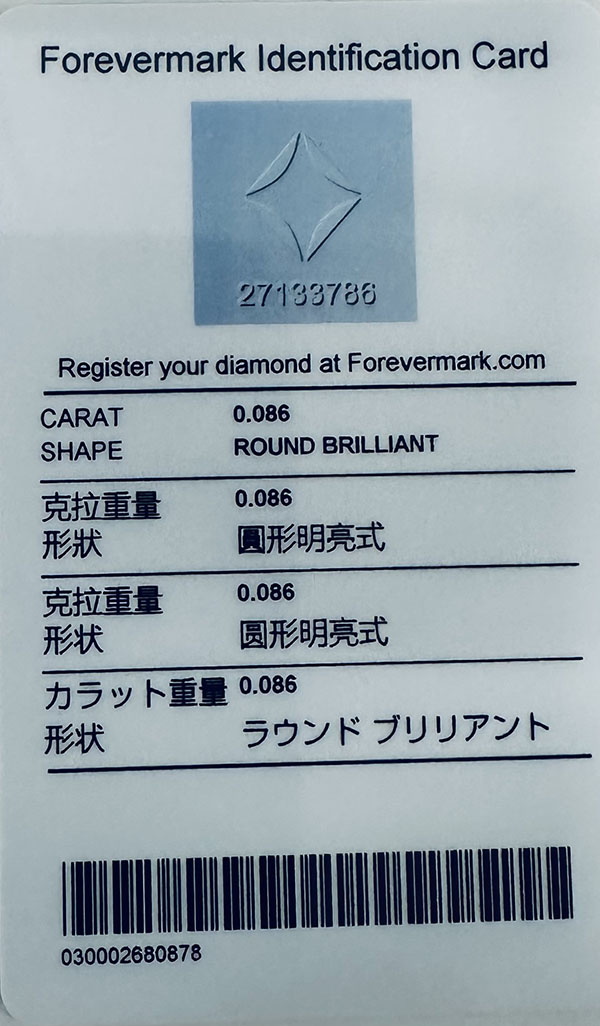 Forevermark Identification Card
27133786
Register your diamond at Forevermark.com
CARAT 0.086
SHAPE ROUND BRILLIANT
克拉重量 0.086
形狀 圓形明亮式
克拉重量 0.086
形状 圆形明亮式
カラット重量 0.086
形状 ラウンド ブリリアント
030002680878